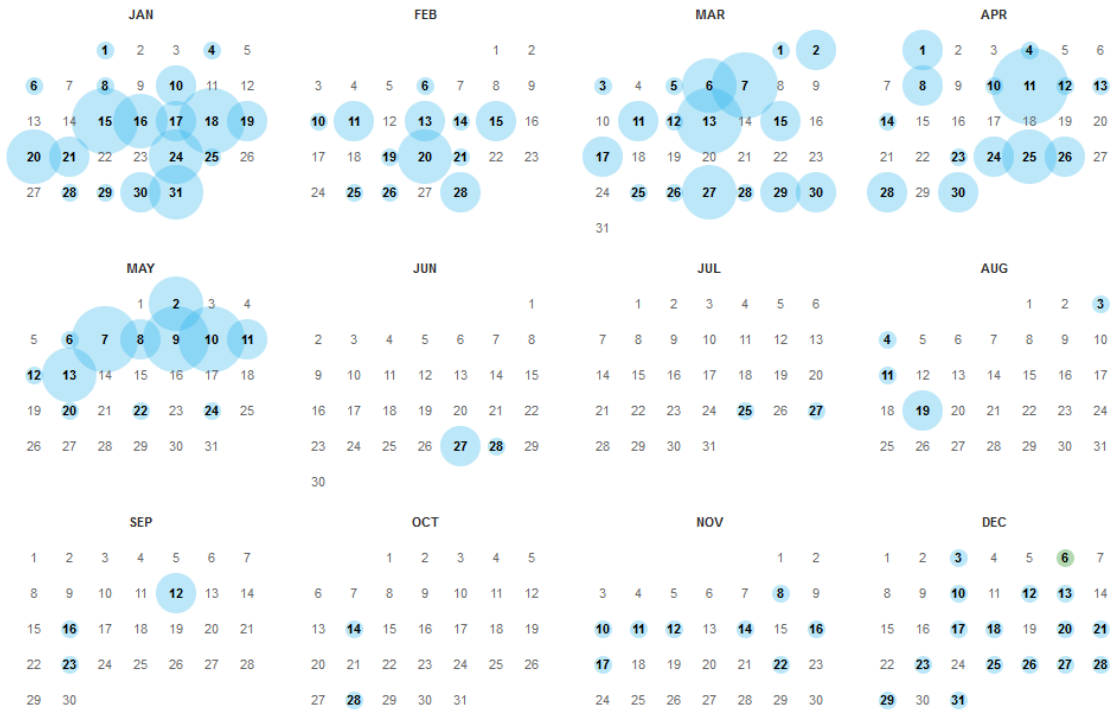 JAN FEB MAR APR
1 2 3 4 5 1 2 1 2 1 2 3 4 5 6
6 7 8 9 10 11 12 3 4 5 6 7 8 9 3 4 5 6 7 8 9 7 8 9 10 11 12 13
13 14 15 16 17 18 19 10 11 12 13 14 15 16 10 11 12 13 14 15 16 14 15 16 17 18 19 20
20 21 22 23 24 25 26 17 18 19 20 21 22 23 17 18 19 20 21 22 23 21 22 23 24 25 26 27
27 28 29 30 31 24 25 26 27 28 24 25 26 27 28 29 30 28 29 30
31
MAY JUN JUL AUG
1 2 3 4 1 1 2 3 4 5 6 1 2 3
5 6 7 8 9 10 11 2 3 4 5 6 7 8 7 8 9 10 11 12 13 4 5 6 7 8 9 10
12 13 14 15 16 17 18 9 10 11 12 13 14 15 14 15 16 17 18 19 20 11 12 13 14 15 16 17
19 20 21 22 23 24 25 16 17 18 19 20 21 22 21 22 23 24 25 26 27 18 19 20 21 22 23 24
26 27 28 29 30 31 23 24 25 26 27 28 29 28 29 30 31 25 26 27 28 29 30 31
30
SEP OCT NOV DEC
1 2 3 4 5 6 7 1 2 3 4 5 1 2 1 2 3 4 5 6 7
8 9 10 11 12 13 14 6 7 8 9 10 11 12 3 4 5 6 7 8 9 8 9 10 11 12 13 14
15 16 17 18 19 20 21 13 14 15 16 17 18 19 10 11 12 13 14 15 16 15 16 17 18 19 20 21
22 23 24 25 26 27 28 20 21 22 23 24 25 26 17 18 19 20 21 22 23 22 23 24 25 26 27 28
29 30 27 28 29 30 31 24 25 26 27 28 29 30 29 30 31